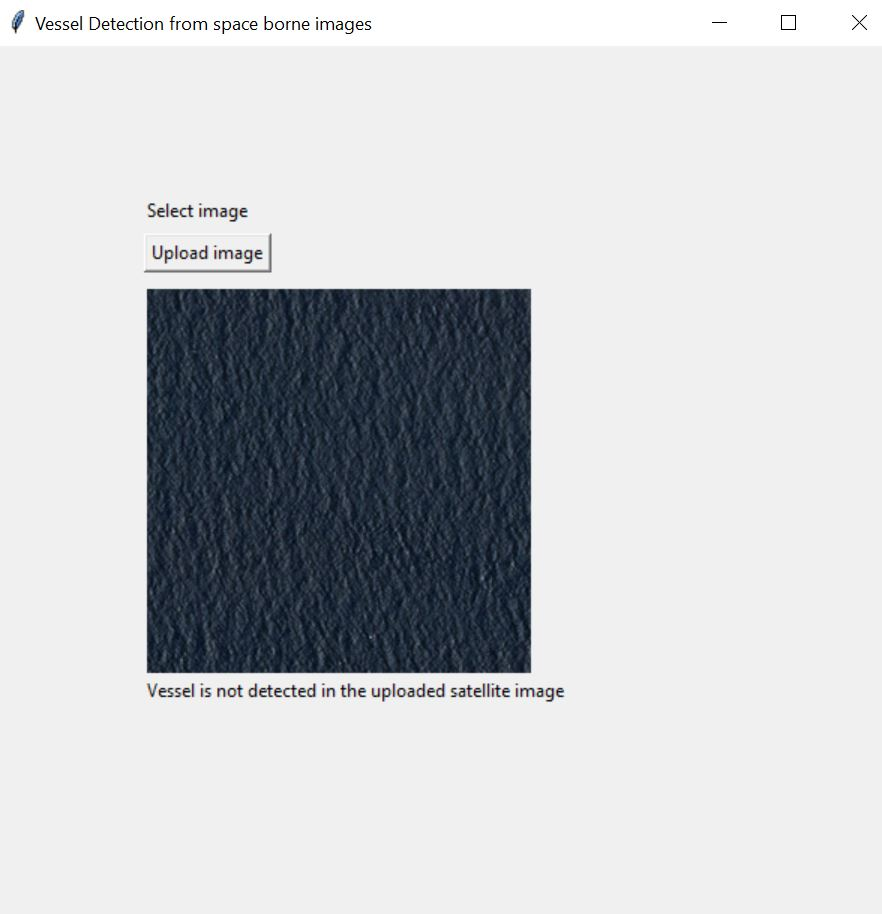 Vessel Detection from space borne images
Select image
Upload image
Vessel is not detected in the uploaded satellite image